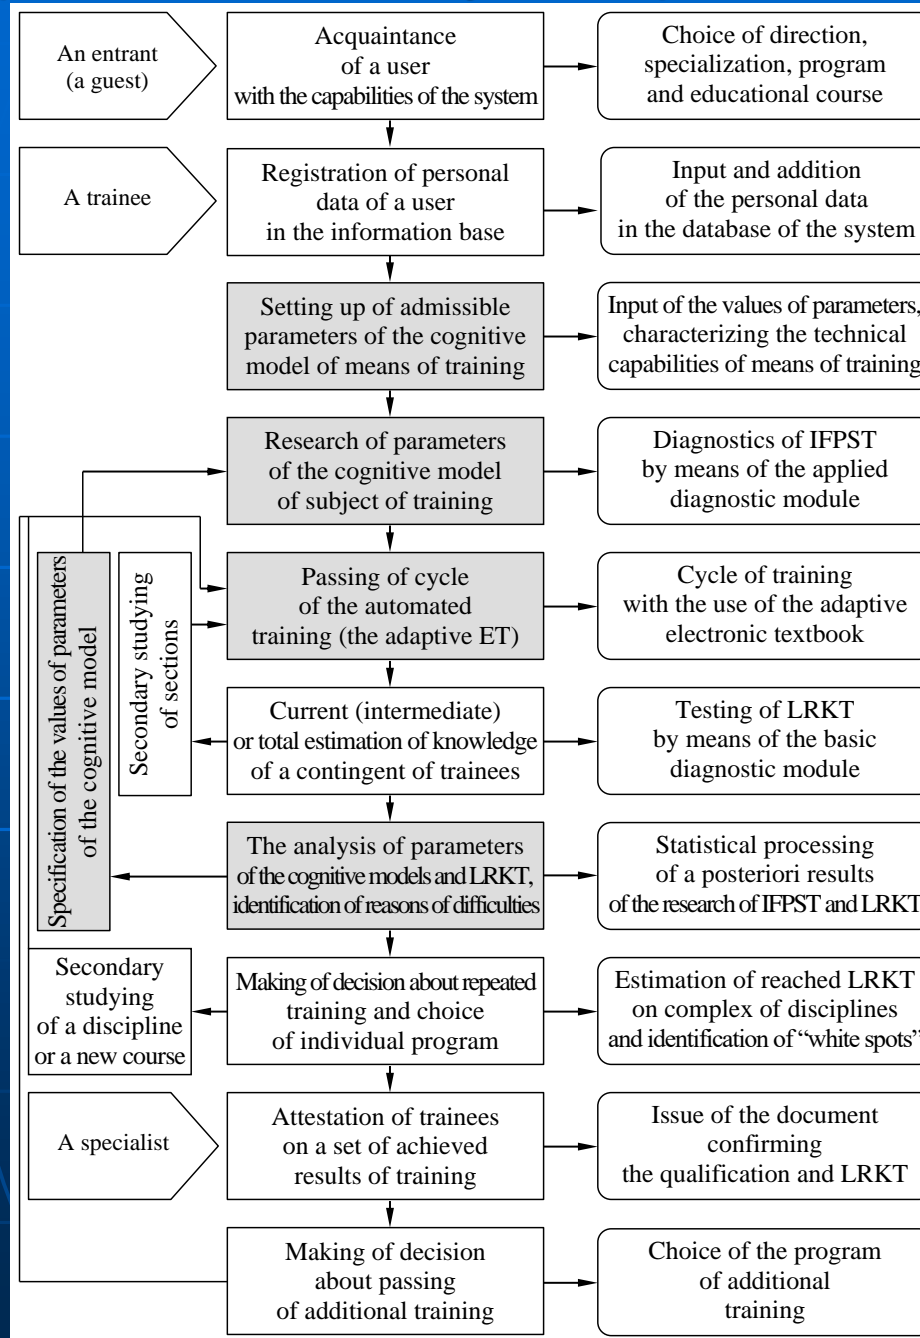 An entrant
(a guest)
Acquaintance
of a user
with the capabilities of the system
Choice of direction,
specialization, program
and educational course
A trainee
Registration of personal
data of a user
in the information base
Input and addition
of the personal data
in the database of the system
Setting up of admissible
parameters of the cognitive
model of means of training
Input of the values of parameters,
characterizing the technical
capabilities of means of training
Research of parameters
of the cognitive model
of subject of training
Diagnostics of IFPST
by means of the applied
diagnostic module
Specification of the values of parameters
of the cognitive model
Secondary studying
of sections
Passing of cycle
of the automated
training (the adaptive ET)
Cycle of training
with the use of the adaptive
electronic textbook
Current (intermediate)
or total estimation of knowledge
of a contingent of trainees
Testing of LRKT
by means of the basic
diagnostic module
The analysis of parameters
of the cognitive models and LRKT,
identification of reasons of difficulties
Statistical processing
of a posteriori results
of the research of IFPST and LRKT
Secondary
studying
of a discipline
or a new course
Making of decision about repeated
training and choice
of individual program
Estimation of reached LRKT
on complex of disciplines
and identification of “white spots”
A specialist
Attestation of trainees
on a set of achieved
results of training
Issue of the document
confirming
the qualification and LRKT
Making of decision
about passing
of additional training
Choice of the program
of additional
training